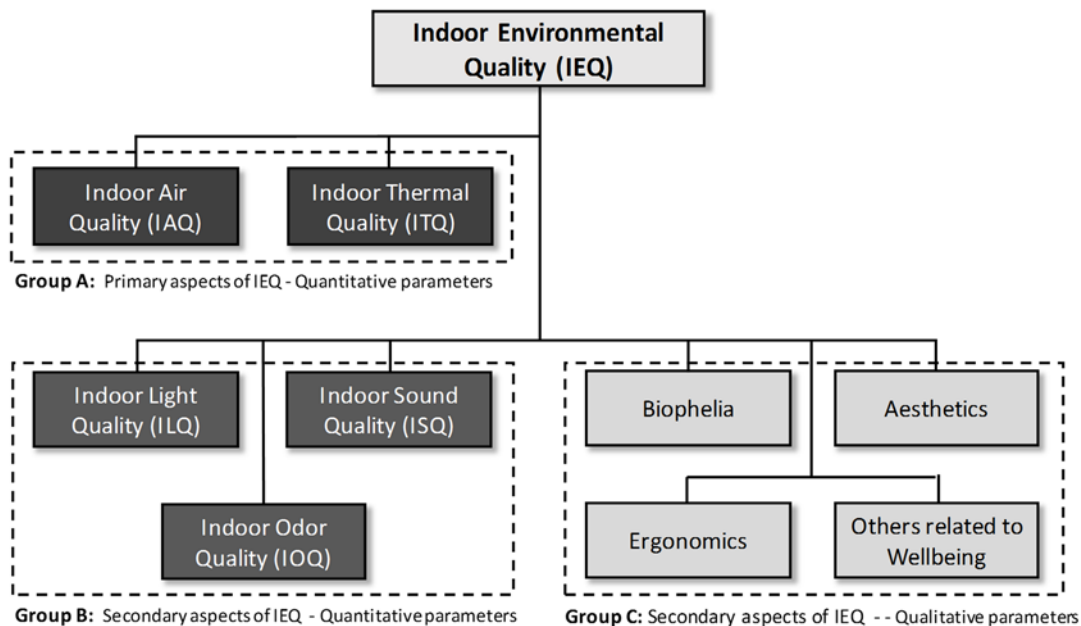 Indoor Environmental
Quality (IEQ)
Indoor Air
Quality (IAQ)
Indoor Thermal
Quality (ITQ)
Group A: Primary aspects of IEQ - Quantitative parameters
Indoor Light
Quality (ILQ)
Indoor Sound
Quality (ISQ)
Indoor Odor
Quality (IOQ)
Group B: Secondary aspects of IEQ - Quantitative parameters
Biophelia
Aesthetics
Ergonomics
Others related to
Wellbeing
Group C: Secondary aspects of IEQ - - Qualitative parameters